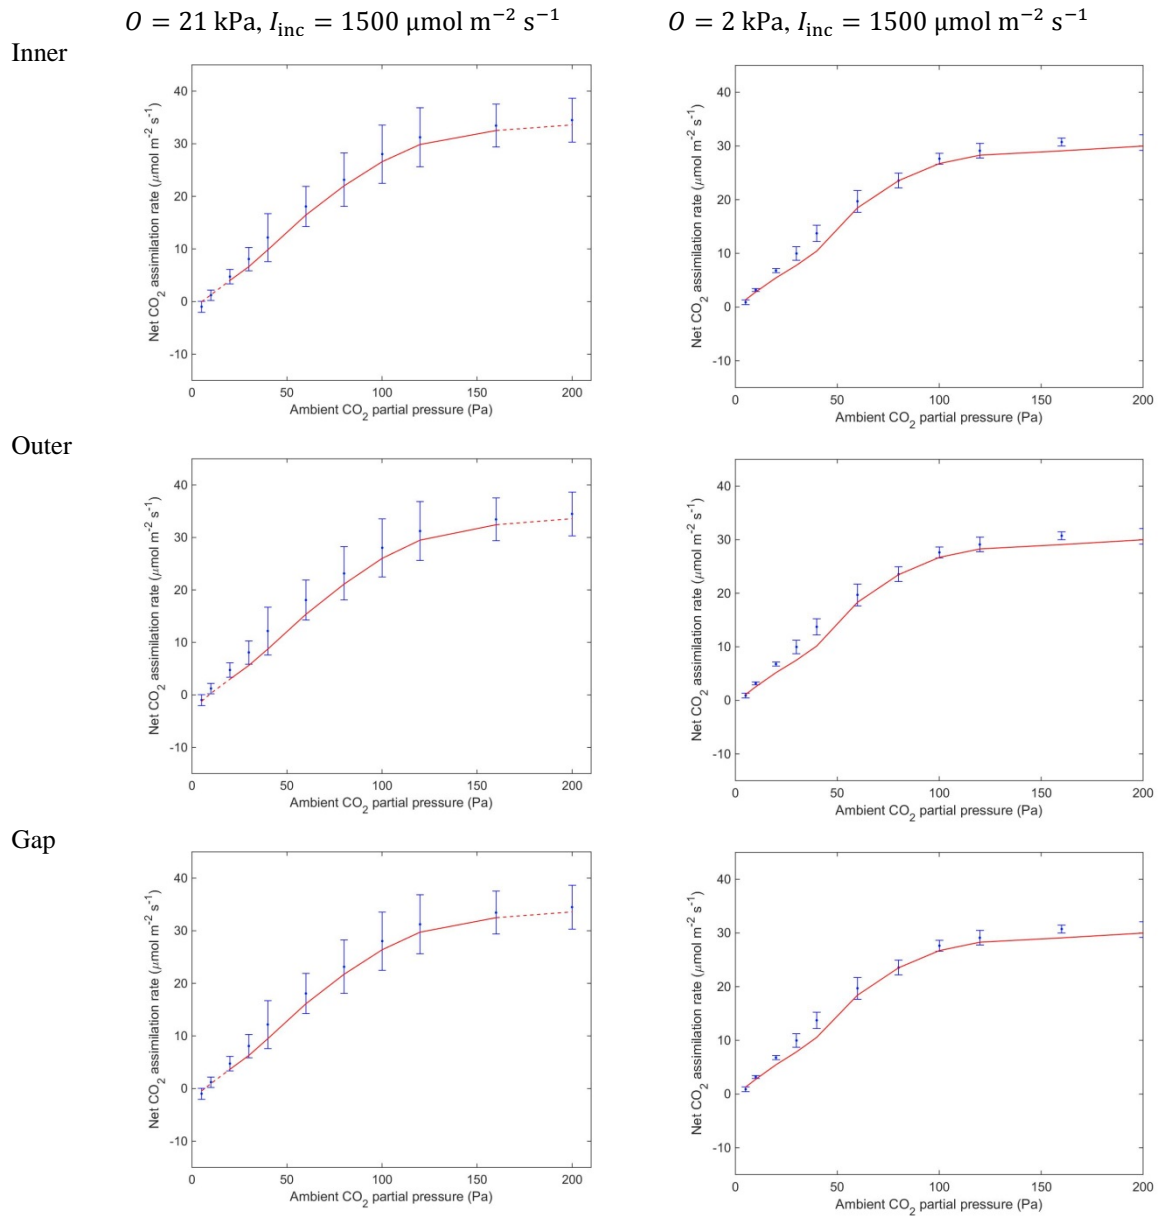 O = 21 kPa, I_inc = 1500 μmol m⁻² s⁻¹
O = 2 kPa, I_inc = 1500 μmol m⁻² s⁻¹
Inner
Net CO₂ assimilation rate (μmol m⁻² s⁻¹)
40
30
20
10
0
-10
0 50 100 150 200
Ambient CO₂ partial pressure (Pa)
Net CO₂ assimilation rate (μmol m⁻² s⁻¹)
40
30
20
10
0
-10
0 50 100 150 200
Ambient CO₂ partial pressure (Pa)
Outer
Net CO₂ assimilation rate (μmol m⁻² s⁻¹)
40
30
20
10
0
-10
0 50 100 150 200
Ambient CO₂ partial pressure (Pa)
Net CO₂ assimilation rate (μmol m⁻² s⁻¹)
40
30
20
10
0
-10
0 50 100 150 200
Ambient CO₂ partial pressure (Pa)
Gap
Net CO₂ assimilation rate (μmol m⁻² s⁻¹)
40
30
20
10
0
-10
0 50 100 150 200
Ambient CO₂ partial pressure (Pa)
Net CO₂ assimilation rate (μmol m⁻² s⁻¹)
40
30
20
10
0
-10
0 50 100 150 200
Ambient CO₂ partial pressure (Pa)